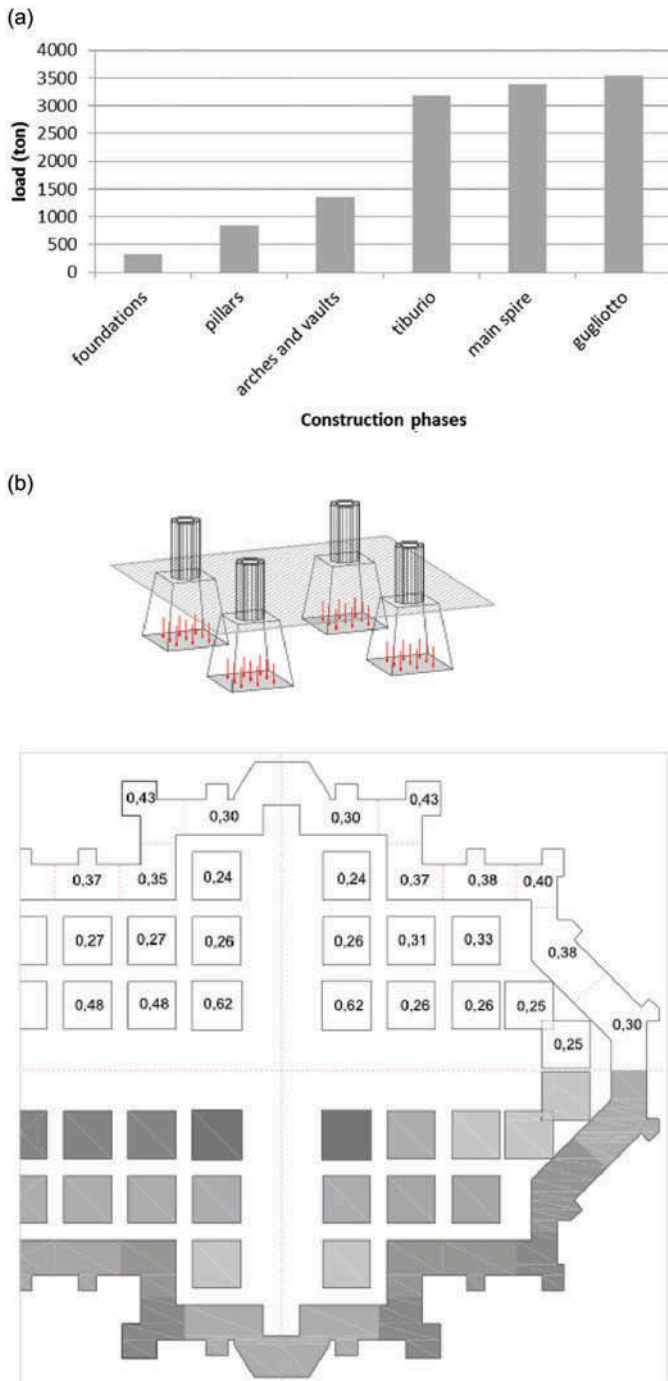 (a)
4000
3500
3000
2500
2000
1500
1000
500
0
load (ton)
foundations
pillars
arches and vaults
tiburio
main spire
gugliotto
Construction phases
(b)
0,43 0,43
0,30 0,30
0,37 0,35 0,24 0,24 0,37 0,38 0,40
0,27 0,27 0,26 0,26 0,31 0,33 0,38
0,48 0,48 0,62 0,62 0,26 0,26 0,25 0,30
0,25